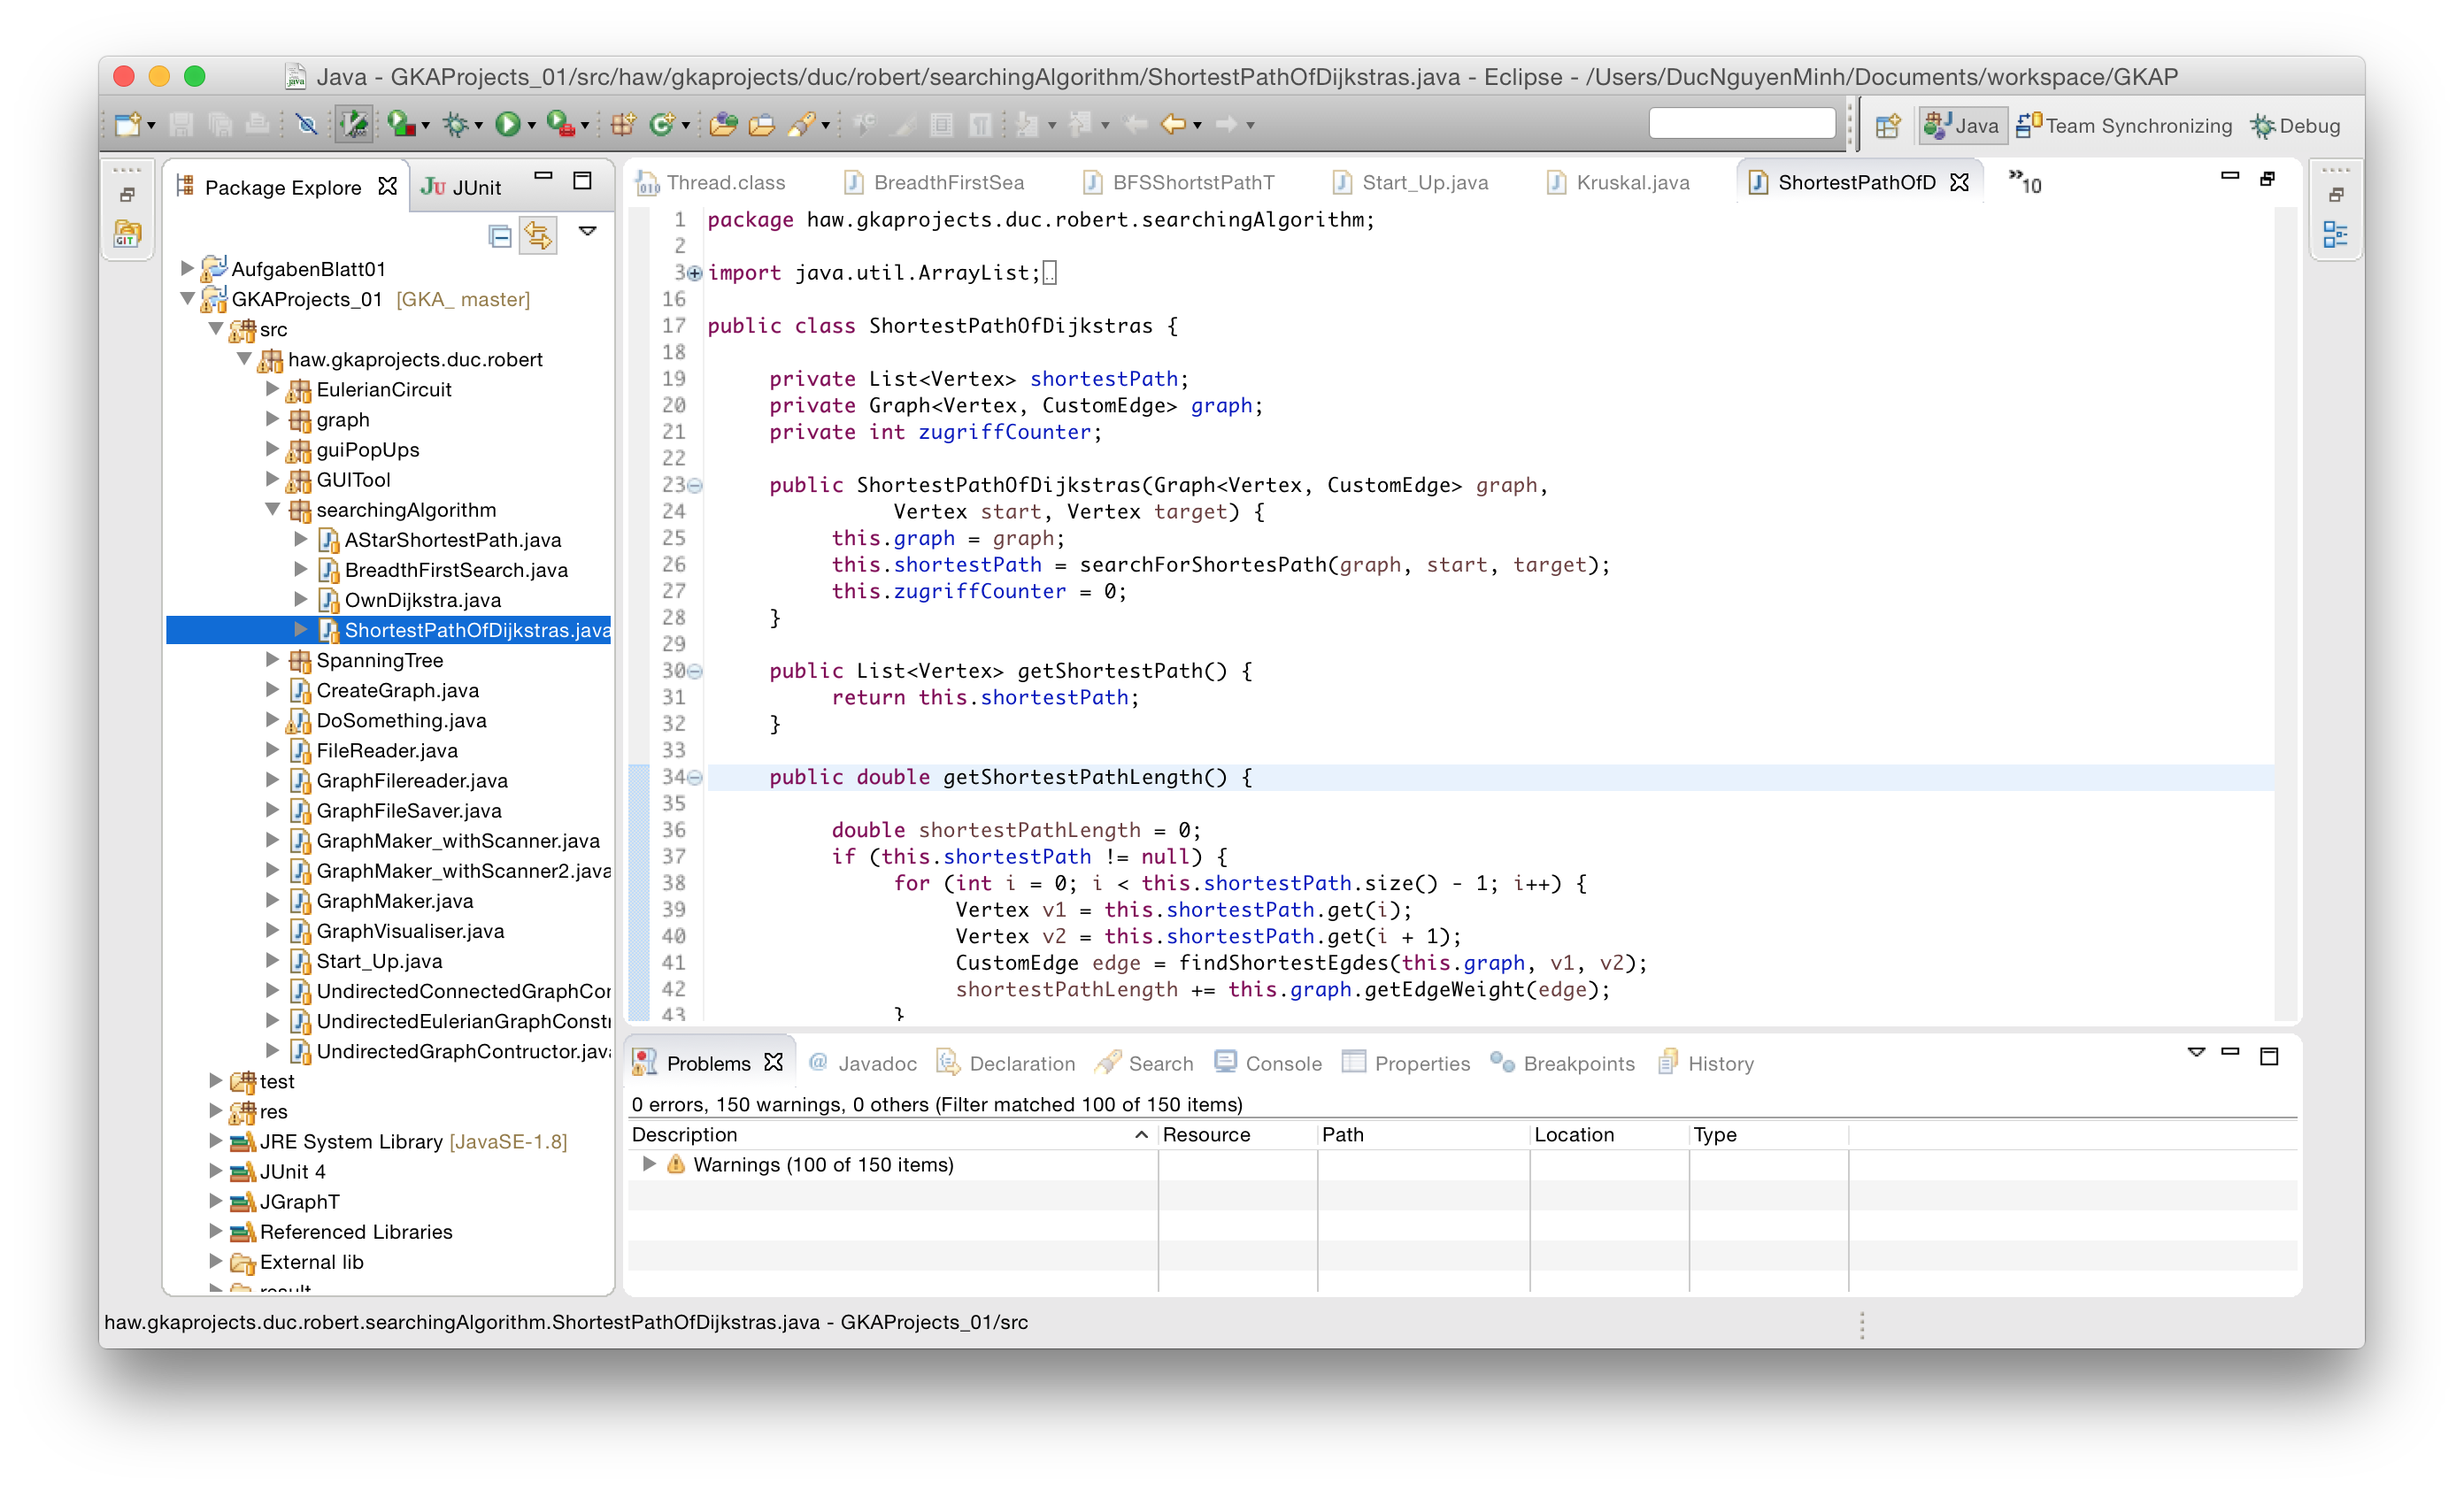 Java - GKAProjects_01/src/haw/gkaprojects/duc/robert/searchingAlgorithm/ShortestPathOfDijkstras.java - Eclipse - /Users/DucNguyenMinh/Documents/workspace/GKAP
Java Team Synchronizing Debug
Package Explore JUnit
AufgabenBlatt01
GKAProjects_01 [GKA_ master]
src
haw.gkaprojects.duc.robert
EulerianCircuit
graph
guiPopUps
GUITool
searchingAlgorithm
AStarShortestPath.java
BreadthFirstSearch.java
OwnDijkstra.java
ShortestPathOfDijkstras.java
SpanningTree
CreateGraph.java
DoSomething.java
FileReader.java
GraphFilereader.java
GraphFileSaver.java
GraphMaker_withScanner.java
GraphMaker_withScanner2.java
GraphMaker.java
GraphVisualiser.java
Start_Up.java
UndirectedConnectedGraphCor
UndirectedEulerianGraphConstr
UndirectedGraphContructor.java
test
res
JRE System Library [JavaSE-1.8]
JUnit 4
JGraphT
Referenced Libraries
External lib
result
Thread.class BreadthFirstSea BFSShortstPathT Start_Up.java Kruskal.java ShortestPathOfD »10
1 package haw.gkaprojects.duc.robert.searchingAlgorithm;
2
3 import java.util.ArrayList;
16
17 public class ShortestPathOfDijkstras {
18
19 private List<Vertex> shortestPath;
20 private Graph<Vertex, CustomEdge> graph;
21 private int zugriffCounter;
22
23 public ShortestPathOfDijkstras(Graph<Vertex, CustomEdge> graph,
24 Vertex start, Vertex target) {
25 this.graph = graph;
26 this.shortestPath = searchForShortesPath(graph, start, target);
27 this.zugriffCounter = 0;
28 }
29
30 public List<Vertex> getShortestPath() {
31 return this.shortestPath;
32 }
33
34 public double getShortestPathLength() {
35
36 double shortestPathLength = 0;
37 if (this.shortestPath != null) {
38 for (int i = 0; i < this.shortestPath.size() - 1; i++) {
39 Vertex v1 = this.shortestPath.get(i);
40 Vertex v2 = this.shortestPath.get(i + 1);
41 CustomEdge edge = findShortestEgdes(this.graph, v1, v2);
42 shortestPathLength += this.graph.getEdgeWeight(edge);
43 }
Problems Javadoc Declaration Search Console Properties Breakpoints History
0 errors, 150 warnings, 0 others (Filter matched 100 of 150 items)
Description Resource Path Location Type
Warnings (100 of 150 items)
haw.gkaprojects.duc.robert.searchingAlgorithm.ShortestPathOfDijkstras.java - GKAProjects_01/src